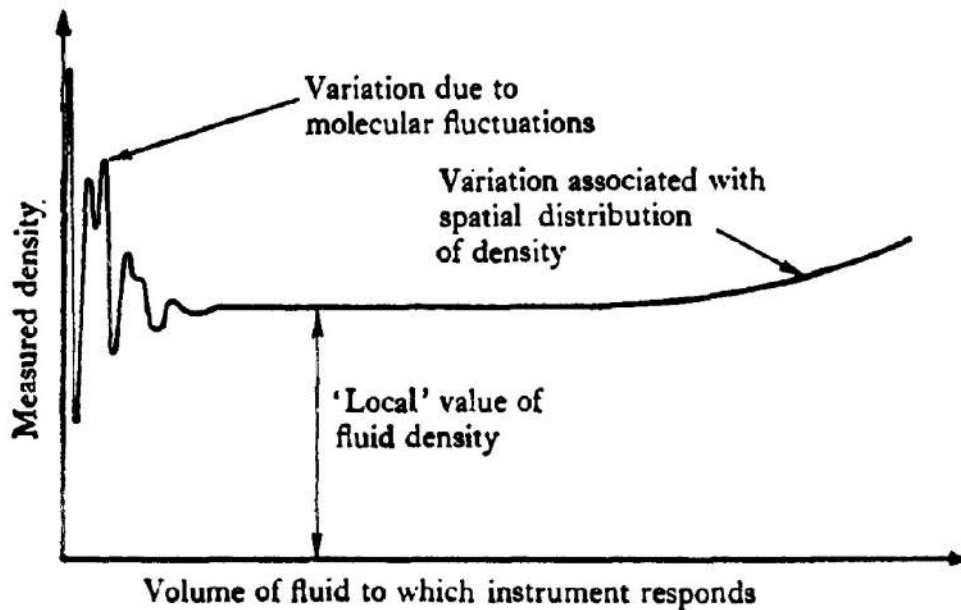 Variation due to
molecular fluctuations
Variation associated with
spatial distribution
of density
Measured density
'Local' value of
fluid density
Volume of fluid to which instrument responds